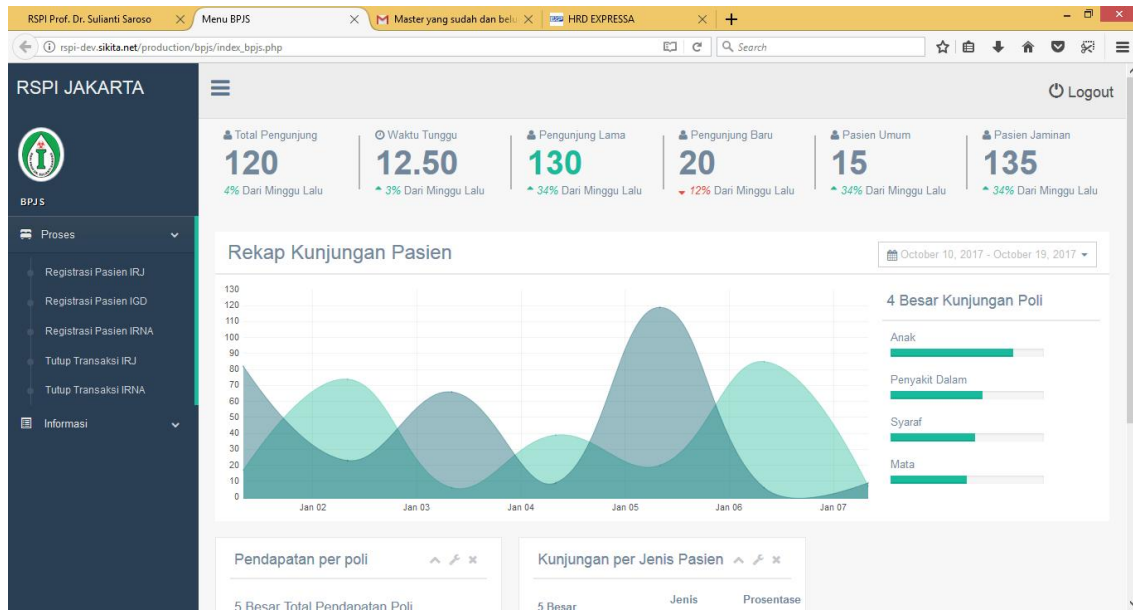 RSPI Prof. Dr. Sulianti Saroso
Menu BPJS
Master yang sudah dan belu
HRD EXPRESSA
rspi-dev.sikita.net/production/bpjs/index_bpjs.php
Search
RSPI JAKARTA
Logout
BPJS
Proses
Registrasi Pasien IRJ
Registrasi Pasien IGD
Registrasi Pasien IRNA
Tutup Transaksi IRJ
Tutup Transaksi IRNA
Informasi
Total Pengunjung
120
4% Dari Minggu Lalu
Waktu Tunggu
12.50
3% Dari Minggu Lalu
Pengunjung Lama
130
34% Dari Minggu Lalu
Pengunjung Baru
20
12% Dari Minggu Lalu
Pasien Umum
15
34% Dari Minggu Lalu
Pasien Jaminan
135
34% Dari Minggu Lalu
Rekap Kunjungan Pasien
October 10, 2017 - October 19, 2017
130
120
110
100
90
80
70
60
50
40
30
20
10
0
Jan 02 Jan 03 Jan 04 Jan 05 Jan 06 Jan 07
4 Besar Kunjungan Poli
Anak
Penyakit Dalam
Syaraf
Mata
Pendapatan per poli
5 Besar Total Pendapatan Poli
Kunjungan per Jenis Pasien
5 Besar Jenis Prosentase